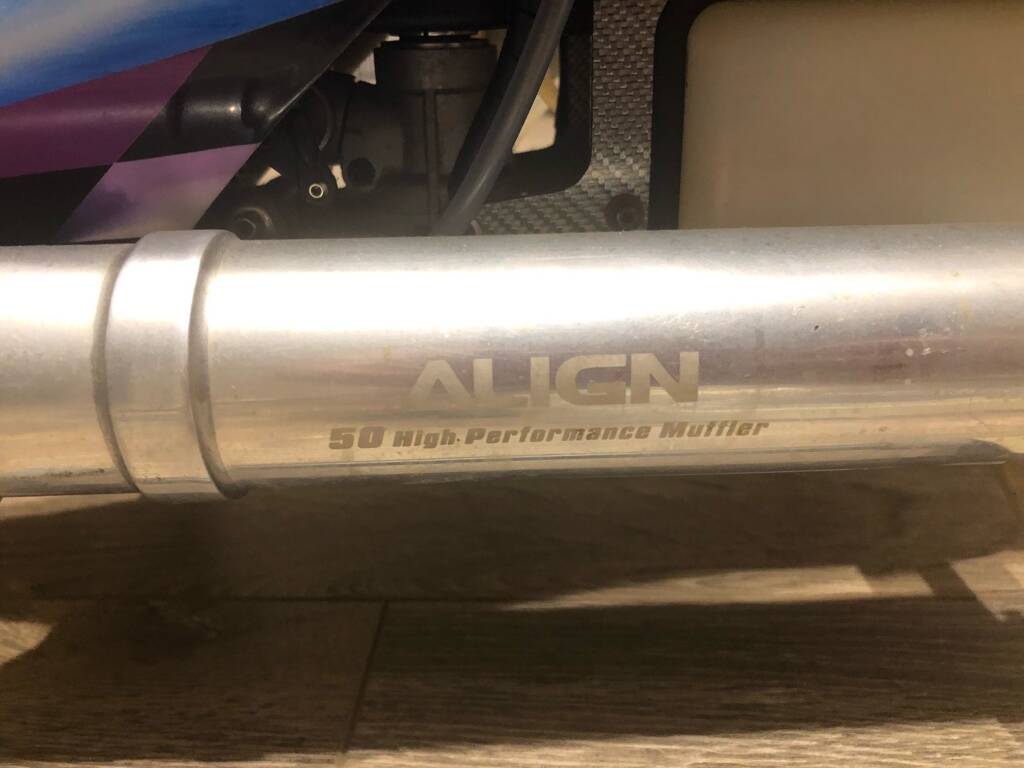 ALIGN
50 High Performance Muffler